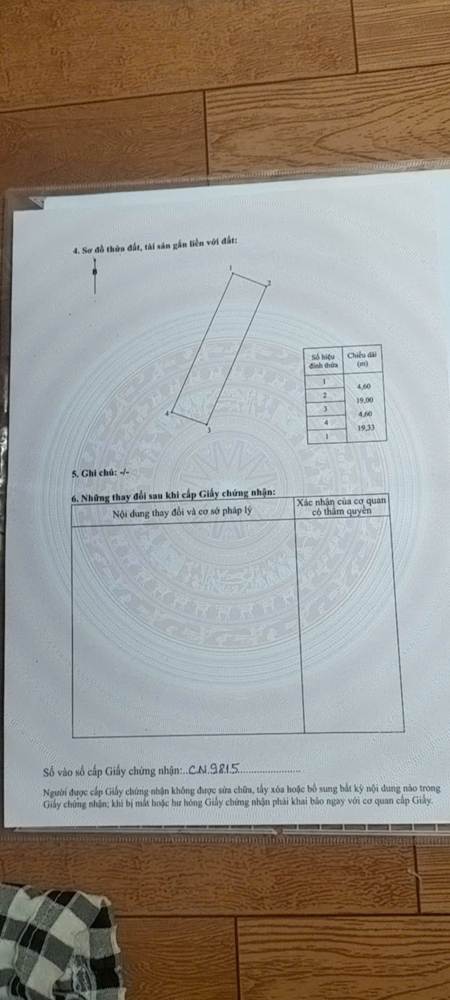 4. Sơ đồ thửa đất, tài sản gắn liền với đất:
B
1
2
4
3
Số hiệu đỉnh thửa
Chiều dài (m)
1
4,60
2
19,00
3
4,60
4
19,33
1
5. Ghi chú: -/-
6. Những thay đổi sau khi cấp Giấy chứng nhận:
Nội dung thay đổi và cơ sở pháp lý
Xác nhận của cơ quan
có thẩm quyền
Số vào sổ cấp Giấy chứng nhận:..CN.9815.....................
Người được cấp Giấy chứng nhận không được sửa chữa, tẩy xóa hoặc bổ sung bất kỳ nội dung nào trong
Giấy chứng nhận; khi bị mất hoặc hư hỏng Giấy chứng nhận phải khai báo ngay với cơ quan cấp Giấy.